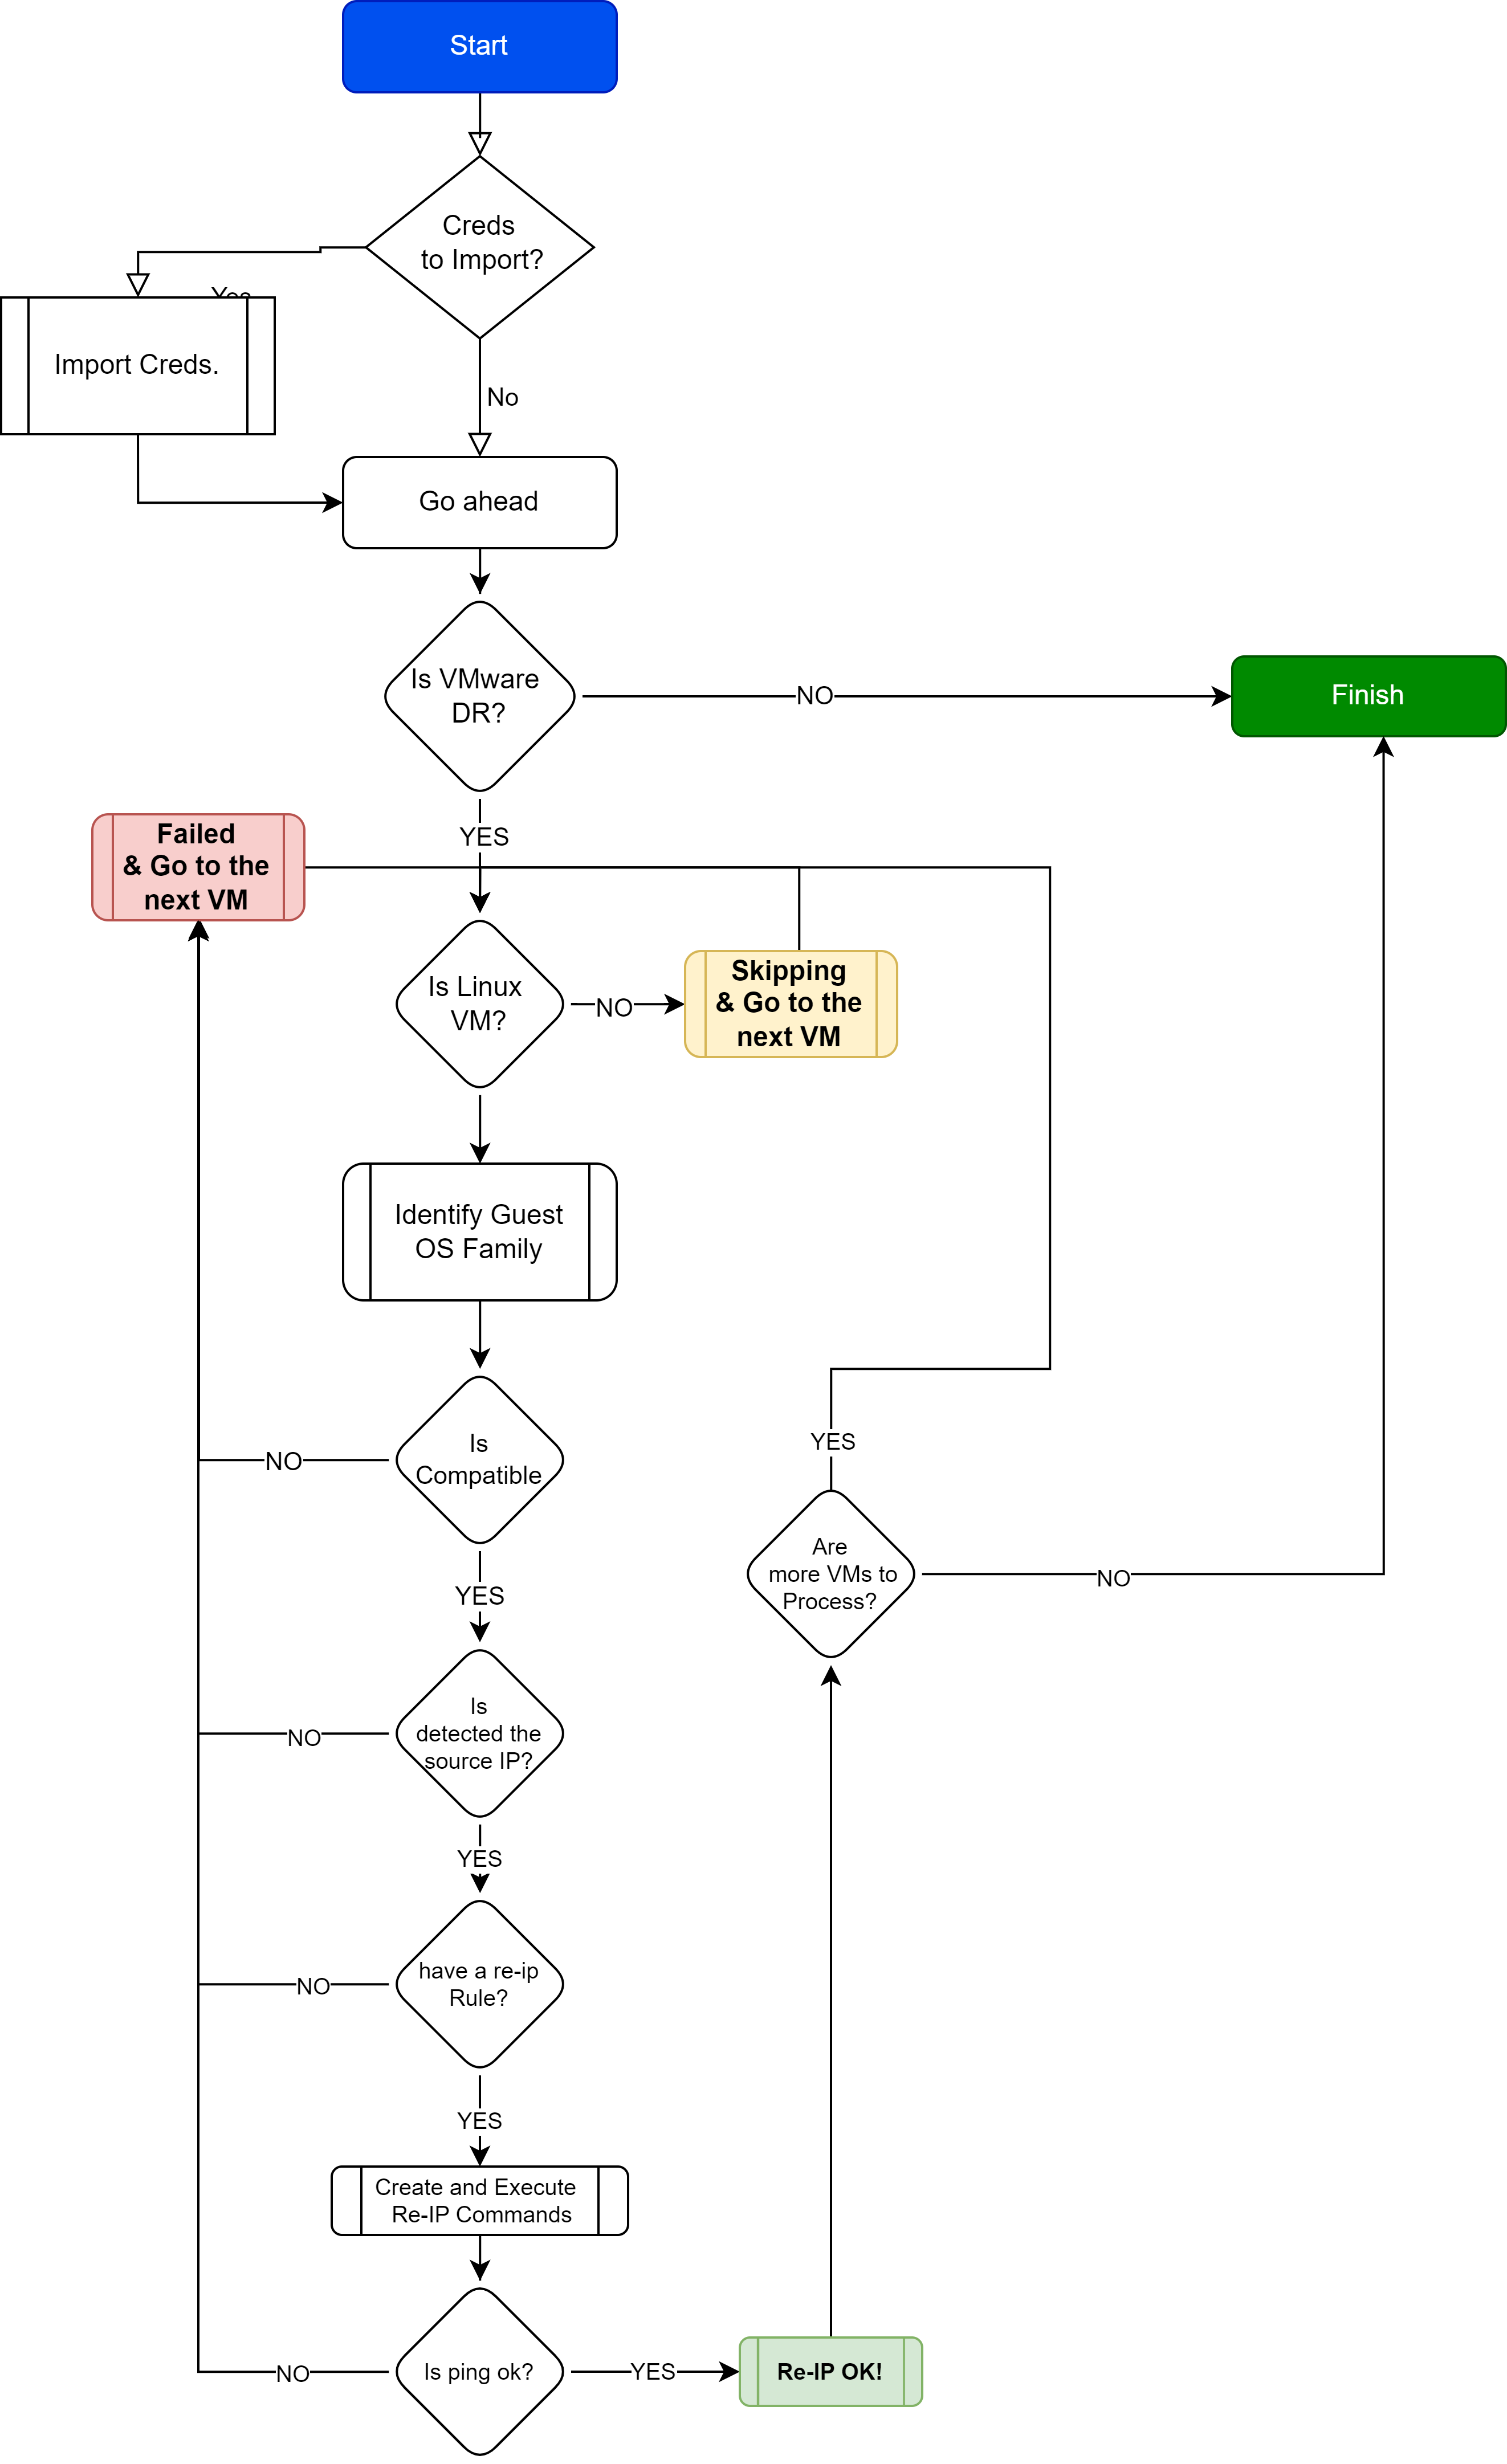 Start
Creds
to Import?
Yes
Import Creds.
No
Go ahead
Is VMware
DR?
NO
Finish
YES
Failed
& Go to the
next VM
Is Linux
VM?
NO
Skipping
& Go to the
next VM
Identify Guest
OS Family
Is
Compatible
NO
YES
YES
Are
more VMs to
Process?
NO
Is
detected the
source IP?
NO
YES
have a re-ip
Rule?
NO
YES
Create and Execute
Re-IP Commands
Is ping ok?
NO
YES
Re-IP OK!